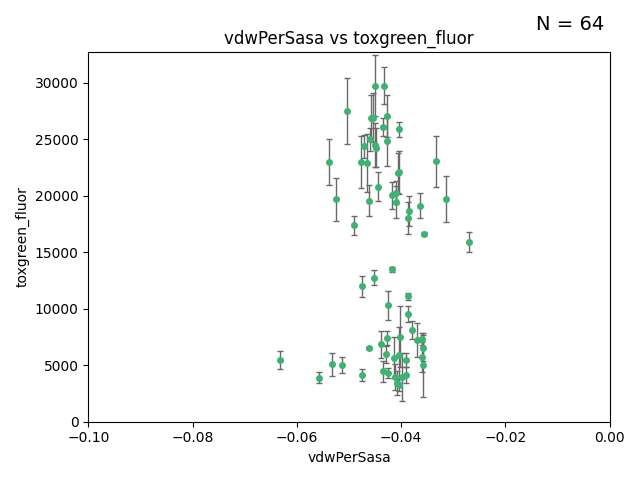 N = 64
vdwPerSasa vs toxgreen_fluor
toxgreen_fluor
30000
25000
20000
15000
10000
5000
0
−0.10 −0.08 −0.06 −0.04 −0.02 0.00
vdwPerSasa